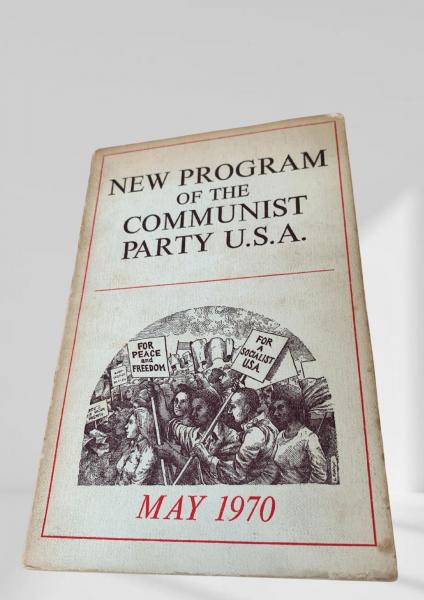 NEW PROGRAM
OF THE
COMMUNIST
PARTY U.S.A.
FOR
PEACE
and
FREEDOM
FOR
A
SOCIALIST
U.S.A.
MAY 1970